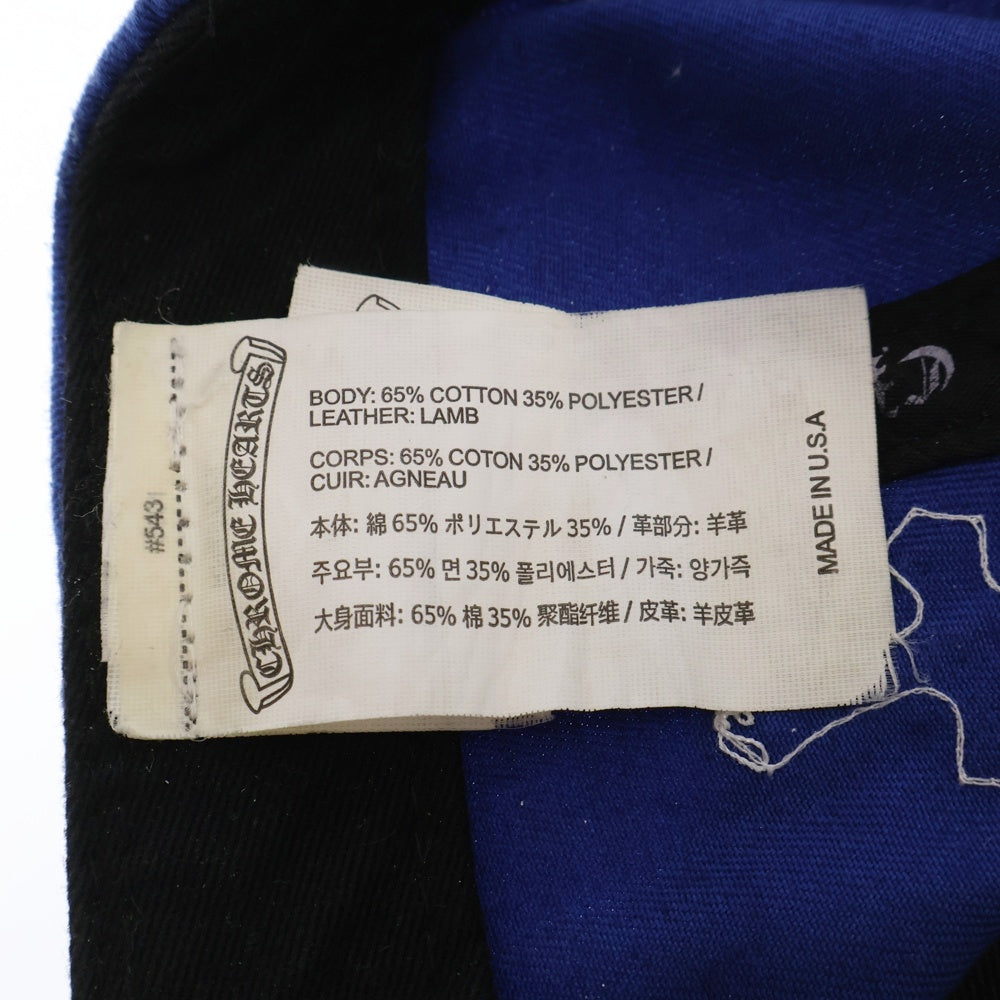 CHROME HEARTS
#543
BODY: 65% COTTON 35% POLYESTER /
LEATHER: LAMB
CORPS: 65% COTON 35% POLYESTER /
CUIR: AGNEAU
本体: 綿 65% ポリエステル 35% / 革部分: 羊革
주요부: 65% 면 35% 폴리에스터 / 가죽: 양가죽
大身面料: 65% 棉 35% 聚酯纤维 / 皮革: 羊皮革
MADE IN U.S.A